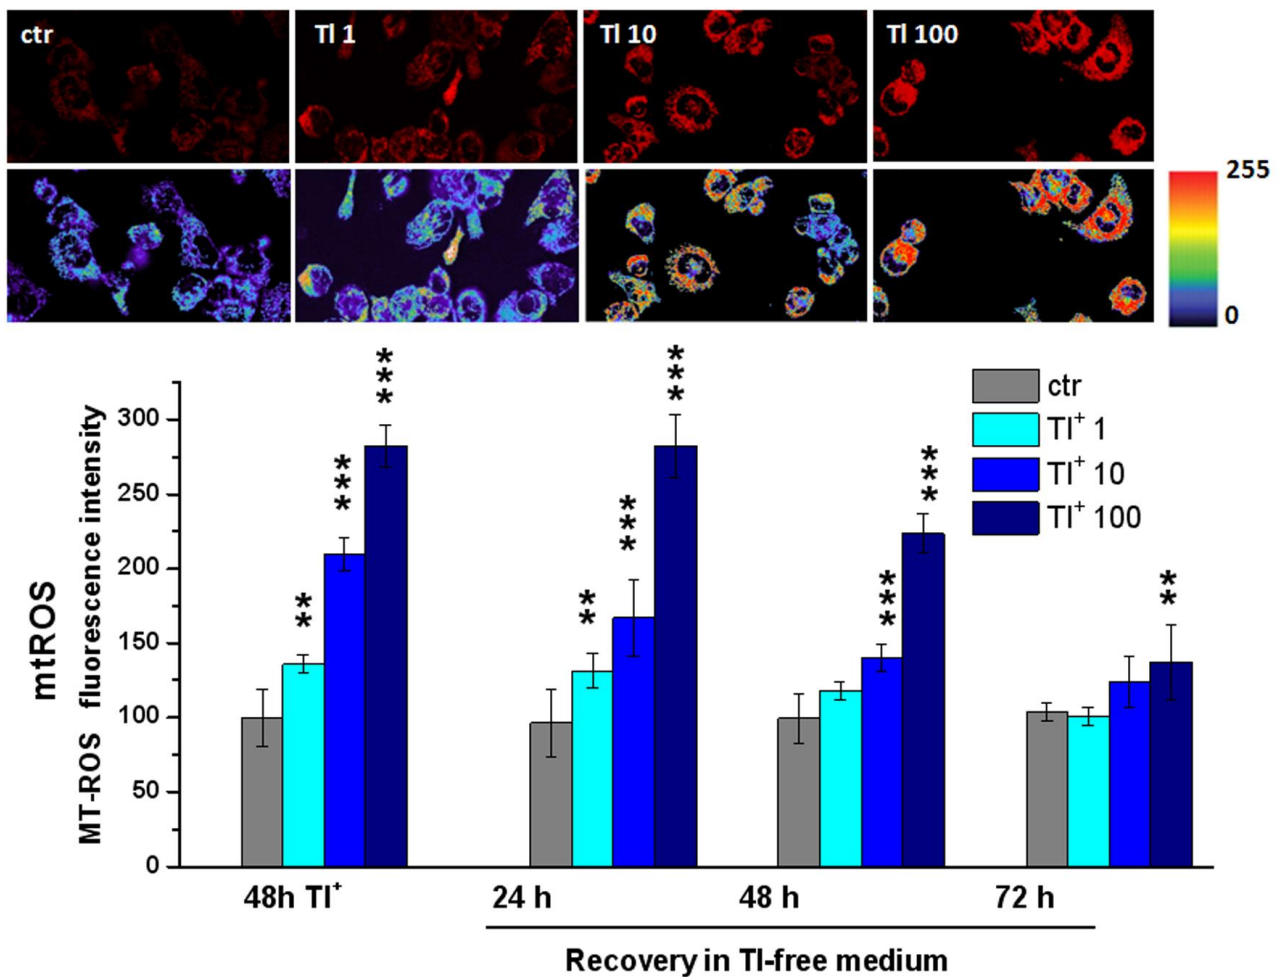 ctr
Tl 1
Tl 10
Tl 100
255
0
mtROS
MT-ROS fluorescence intensity
300
250
200
150
100
50
0
***
***
**
***
***
**
***
***
**
ctr
Tl⁺ 1
Tl⁺ 10
Tl⁺ 100
48h Tl⁺
24 h
48 h
72 h
Recovery in Tl-free medium